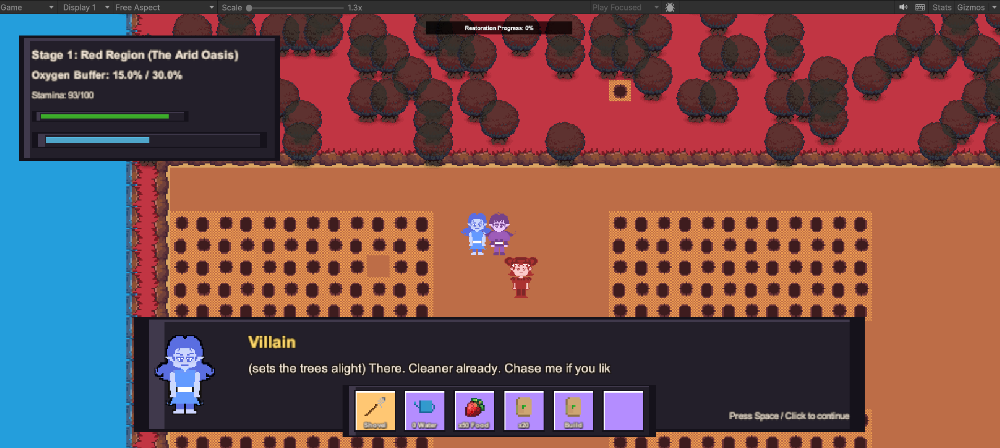 Game Display 1 Free Aspect Scale 1.3x Play Focused Stats Gizmos
Restoration Progress: 0%
Stage 1: Red Region (The Arid Oasis)
Oxygen Buffer: 15.0% / 30.0%
Stamina: 93/100
Villain
(sets the trees alight) There. Cleaner already. Chase me if you lik
Shovel 0 Water x50 Food x20 Build
Press Space / Click to continue